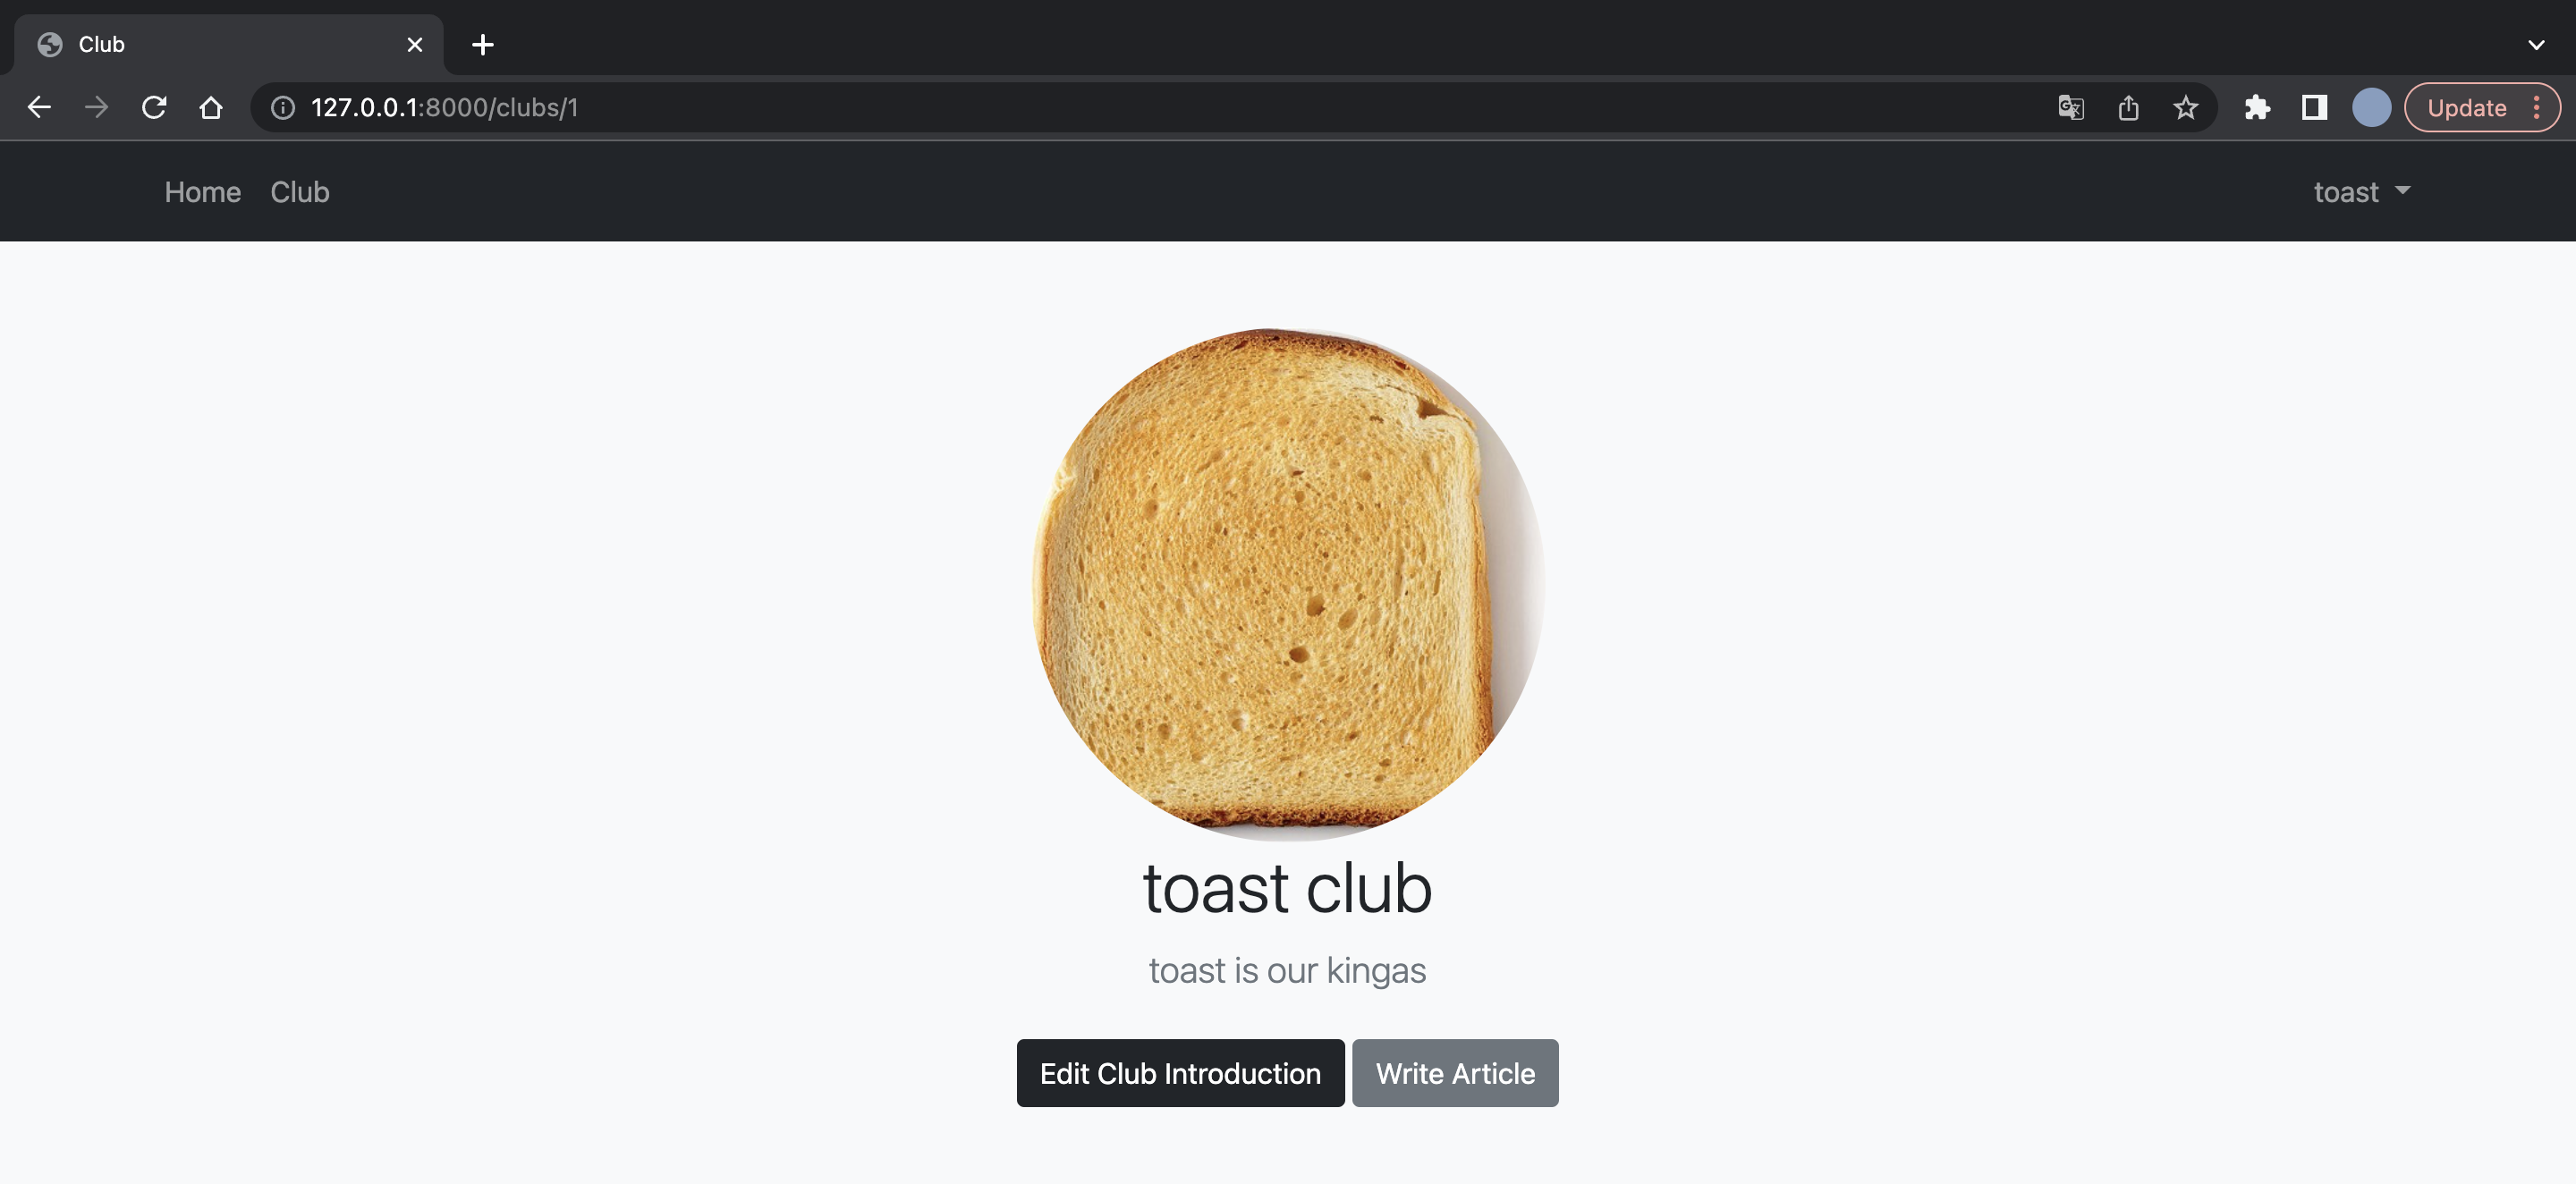 Club
127.0.0.1:8000/clubs/1
Update
Home Club toast
toast club
toast is our kingas
Edit Club Introduction Write Article